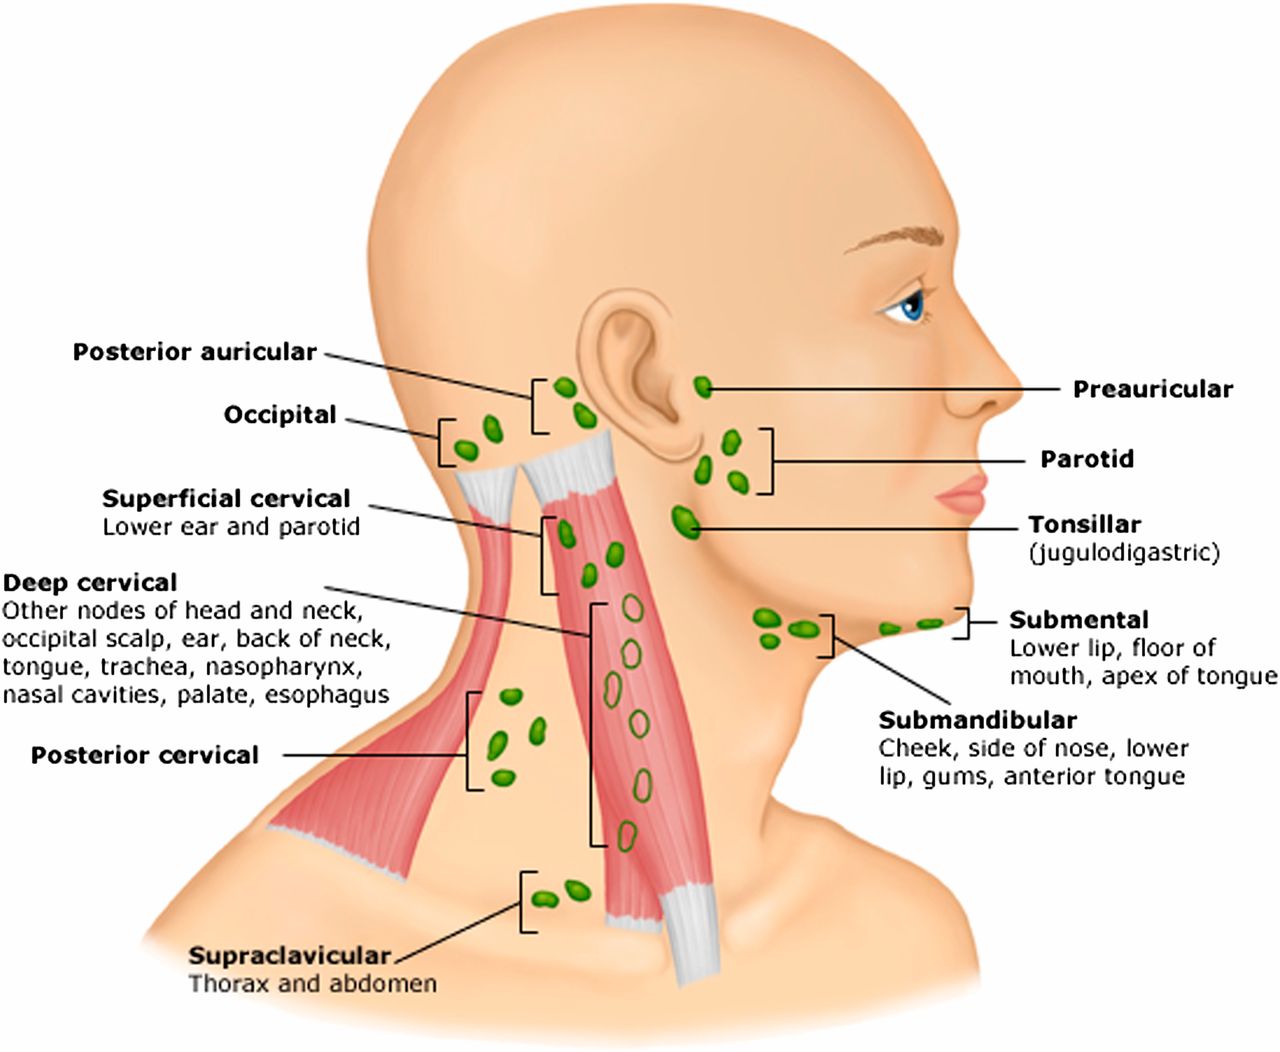 Posterior auricular
Occipital
Superficial cervical
Lower ear and parotid
Deep cervical
Other nodes of head and neck,
occipital scalp, ear, back of neck,
tongue, trachea, nasopharynx,
nasal cavities, palate, esophagus
Posterior cervical
Supraclavicular
Thorax and abdomen
Preauricular
Parotid
Tonsillar
(jugulodigastric)
Submental
Lower lip, floor of
mouth, apex of tongue
Submandibular
Cheek, side of nose, lower
lip, gums, anterior tongue